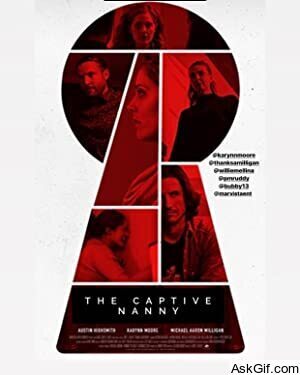 @karynnmoore
@thanksamilligan
@williemellina
@pmruddy
@bubby13
@marvistaent
THE CAPTIVE
NANNY
AUSTIN HIGHSMITH KARYNN MOORE MICHAEL AARON MILLIGAN
AskGif.com